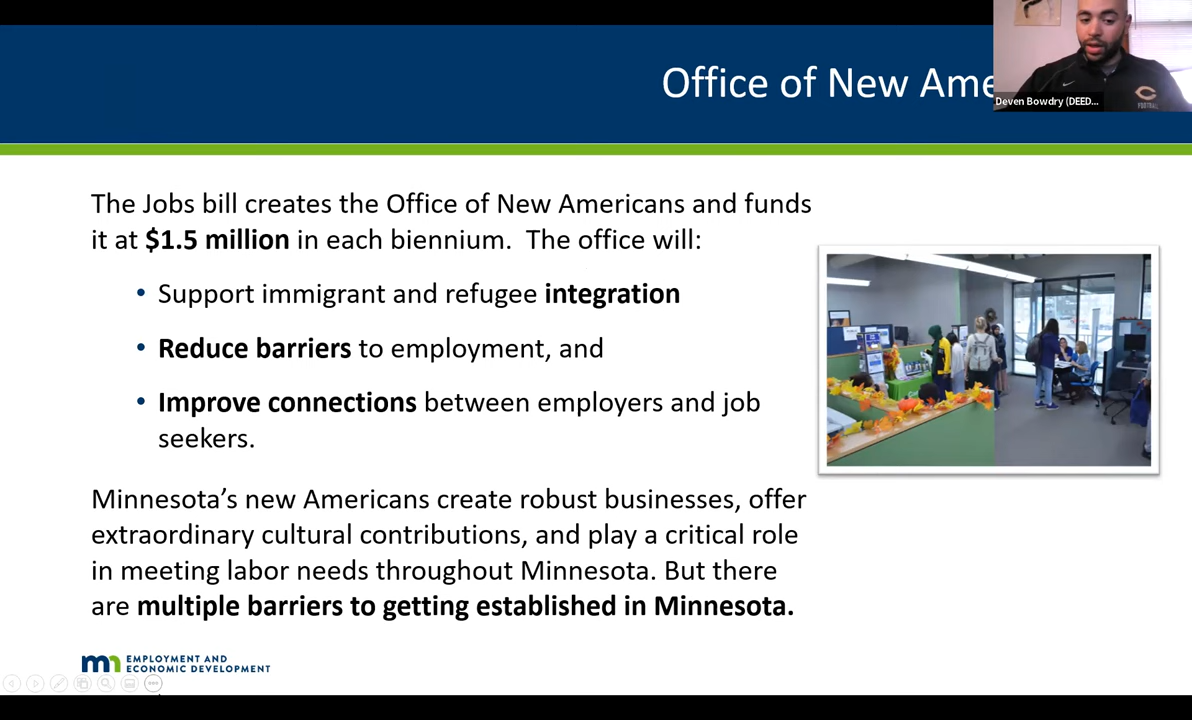 Office of New Ame
Deven Bowdry (DEED...
FOOTBALL
The Jobs bill creates the Office of New Americans and funds
it at $1.5 million in each biennium.  The office will:
• Support immigrant and refugee integration
• Reduce barriers to employment, and
• Improve connections between employers and job
seekers.
Minnesota's new Americans create robust businesses, offer
extraordinary cultural contributions, and play a critical role
in meeting labor needs throughout Minnesota. But there
are multiple barriers to getting established in Minnesota.
mn EMPLOYMENT AND
ECONOMIC DEVELOPMENT